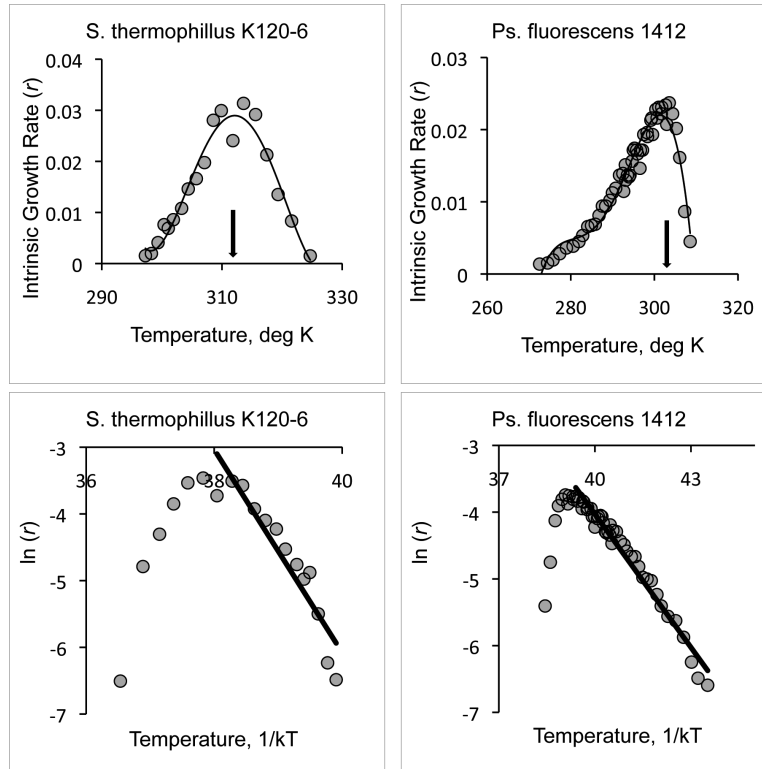 S. thermophillus K120-6
Intrinsic Growth Rate (r)
0.04
0.03
0.02
0.01
0
290
310
330
Temperature, deg K
Ps. fluorescens 1412
Intrinsic Growth Rate (r)
0.03
0.02
0.01
0
260
280
300
320
Temperature, deg K
S. thermophillus K120-6
ln (r)
-3
36
38
40
-4
-5
-6
-7
Temperature, 1/kT
Ps. fluorescens 1412
ln (r)
-3
37
40
43
-4
-5
-6
-7
Temperature, 1/kT